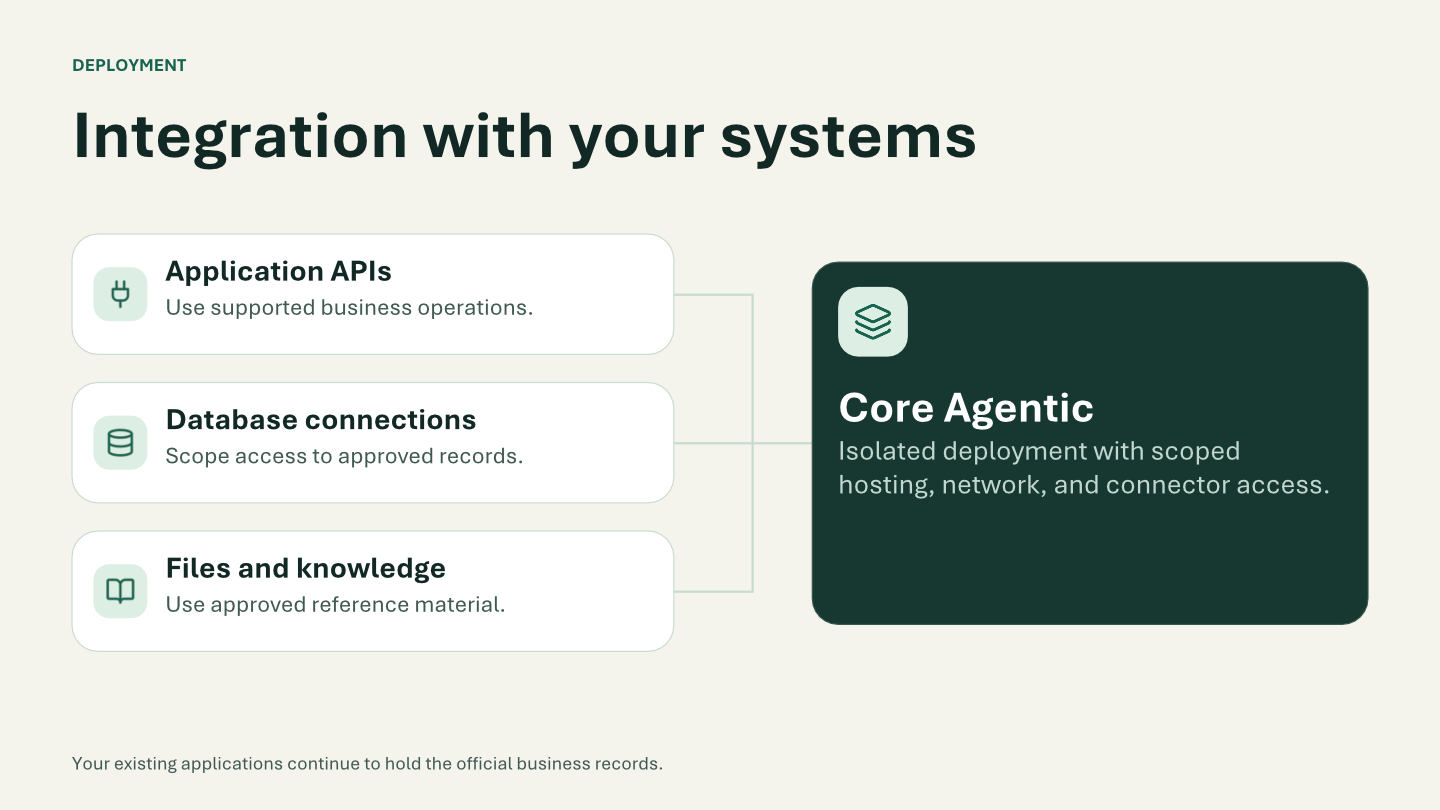 DEPLOYMENT
Integration with your systems
Application APIs
Use supported business operations.
Database connections
Scope access to approved records.
Files and knowledge
Use approved reference material.
Core Agentic
Isolated deployment with scoped
hosting, network, and connector access.
Your existing applications continue to hold the official business records.